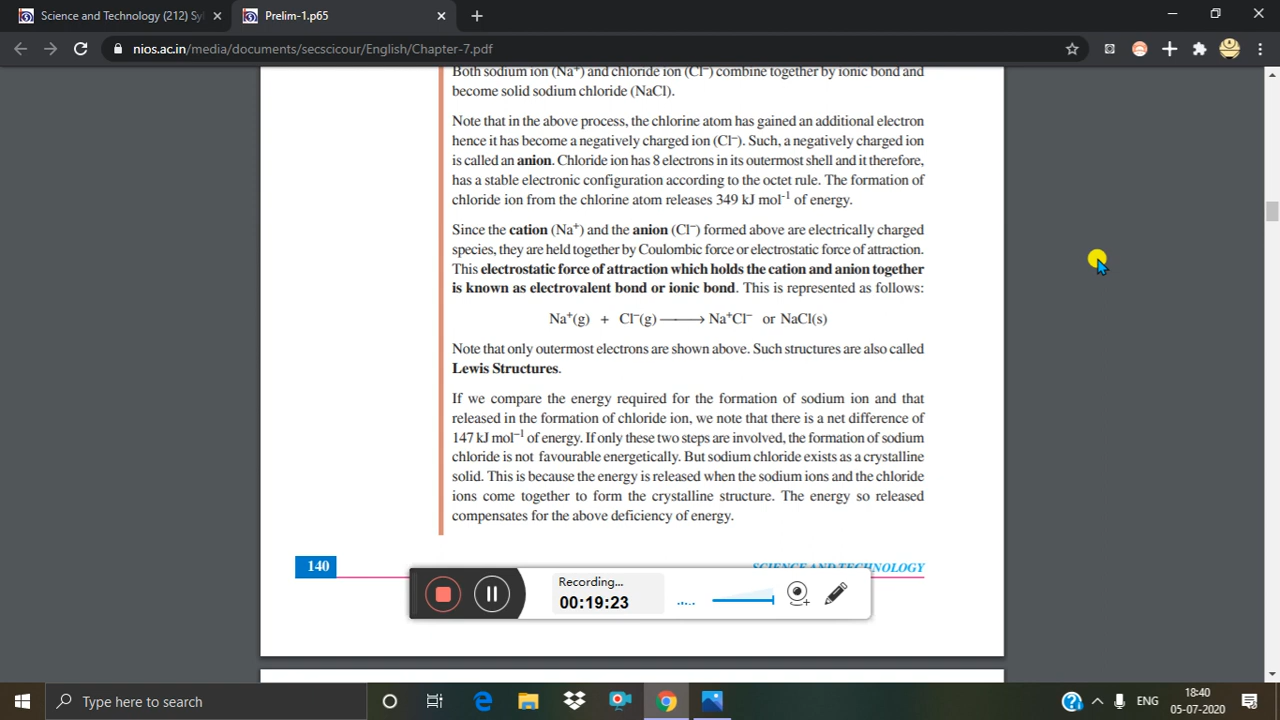 Science and Technology (212) Syl
Prelim-1.p65
nios.ac.in/media/documents/secscicour/English/Chapter-7.pdf
Both sodium ion (Na⁺) and chloride ion (Cl⁻) combine together by ionic bond and
become solid sodium chloride (NaCl).
Note that in the above process, the chlorine atom has gained an additional electron
hence it has become a negatively charged ion (Cl⁻). Such, a negatively charged ion
is called an anion. Chloride ion has 8 electrons in its outermost shell and it therefore,
has a stable electronic configuration according to the octet rule. The formation of
chloride ion from the chlorine atom releases 349 kJ mol⁻¹ of energy.
Since the cation (Na⁺) and the anion (Cl⁻) formed above are electrically charged
species, they are held together by Coulombic force or electrostatic force of attraction.
This electrostatic force of attraction which holds the cation and anion together
is known as electrovalent bond or ionic bond. This is represented as follows:
Na⁺(g) + Cl⁻(g) ⟶ Na⁺Cl⁻ or NaCl(s)
Note that only outermost electrons are shown above. Such structures are also called
Lewis Structures.
If we compare the energy required for the formation of sodium ion and that
released in the formation of chloride ion, we note that there is a net difference of
147 kJ mol⁻¹ of energy. If only these two steps are involved, the formation of sodium
chloride is not favourable energetically. But sodium chloride exists as a crystalline
solid. This is because the energy is released when the sodium ions and the chloride
ions come together to form the crystalline structure. The energy so released
compensates for the above deficiency of energy.
140
SCIENCE AND TECHNOLOGY
Recording...
00:19:23
Type here to search
ENG
18:40
05-07-2020